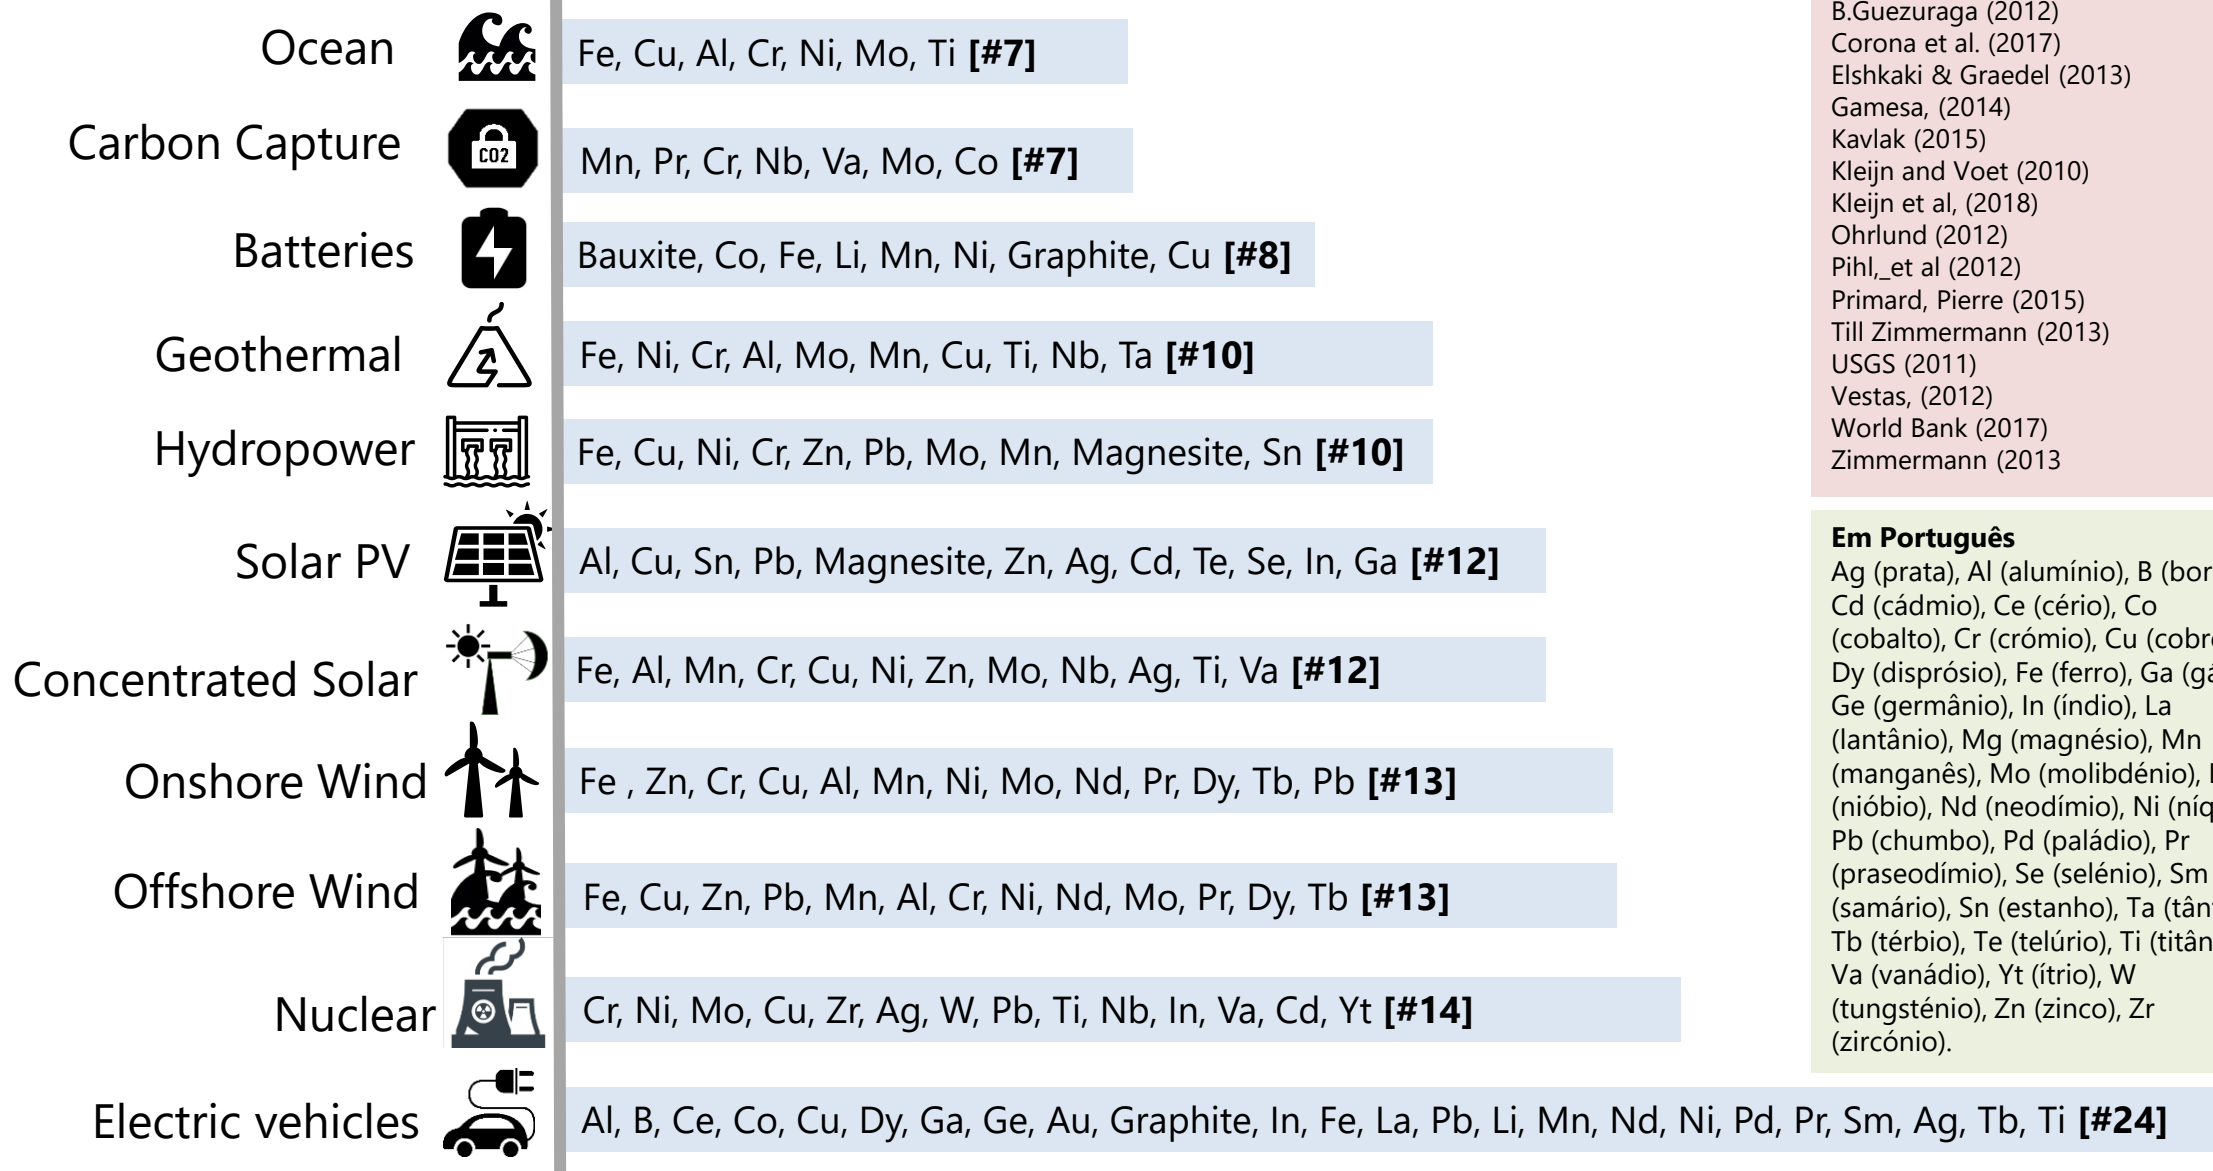 Ocean
Fe, Cu, Al, Cr, Ni, Mo, Ti [#7]
Carbon Capture
CO2
Mn, Pr, Cr, Nb, Va, Mo, Co [#7]
Batteries
Bauxite, Co, Fe, Li, Mn, Ni, Graphite, Cu [#8]
Geothermal
Fe, Ni, Cr, Al, Mo, Mn, Cu, Ti, Nb, Ta [#10]
Hydropower
Fe, Cu, Ni, Cr, Zn, Pb, Mo, Mn, Magnesite, Sn [#10]
Solar PV
Al, Cu, Sn, Pb, Magnesite, Zn, Ag, Cd, Te, Se, In, Ga [#12]
Concentrated Solar
Fe, Al, Mn, Cr, Cu, Ni, Zn, Mo, Nb, Ag, Ti, Va [#12]
Onshore Wind
Fe , Zn, Cr, Cu, Al, Mn, Ni, Mo, Nd, Pr, Dy, Tb, Pb [#13]
Offshore Wind
Fe, Cu, Zn, Pb, Mn, Al, Cr, Ni, Nd, Mo, Pr, Dy, Tb [#13]
Nuclear
Cr, Ni, Mo, Cu, Zr, Ag, W, Pb, Ti, Nb, In, Va, Cd, Yt [#14]
Electric vehicles
Al, B, Ce, Co, Cu, Dy, Ga, Ge, Au, Graphite, In, Fe, La, Pb, Li, Mn, Nd, Ni, Pd, Pr, Sm, Ag, Tb, Ti [#24]
B.Guezuraga (2012)
Corona et al. (2017)
Elshkaki & Graedel (2013)
Gamesa, (2014)
Kavlak (2015)
Kleijn and Voet (2010)
Kleijn et al, (2018)
Ohrlund (2012)
Pihl,_et al (2012)
Primard, Pierre (2015)
Till Zimmermann (2013)
USGS (2011)
Vestas, (2012)
World Bank (2017)
Zimmermann (2013
Em Português
Ag (prata), Al (alumínio), B
Cd (cádmio), Ce (cério), Co
(cobalto), Cr (crómio), Cu
Dy (disprósio), Fe (ferro), Ga
Ge (germânio), In (índio), La
(lantânio), Mg (magnésio), Mn
(manganês), Mo (molibdénio),
(nióbio), Nd (neodímio), Ni
Pb (chumbo), Pd (paládio), Pr
(praseodímio), Se (selénio), Sm
(samário), Sn (estanho), Ta
Tb (térbio), Te (telúrio), Ti
Va (vanádio), Yt (ítrio), W
(tungsténio), Zn (zinco), Zr
(zircónio).